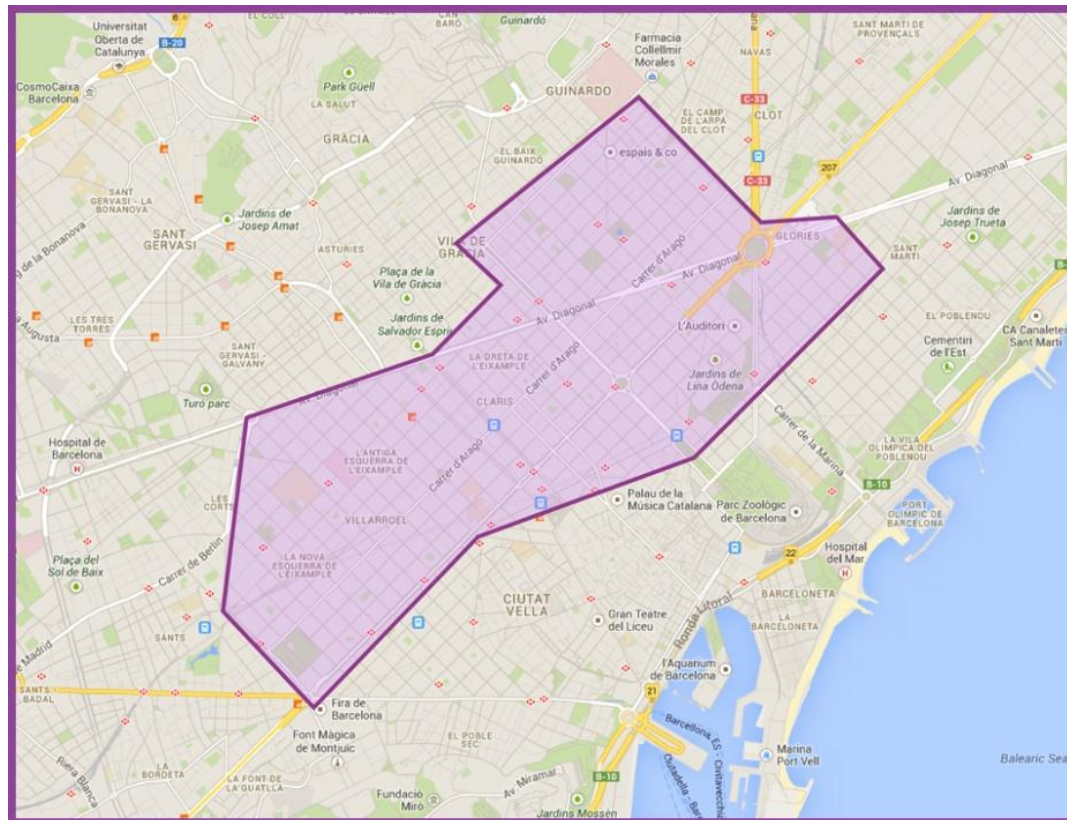 Universitat
Oberta de
Catalunya
B-20
EL COLL
CAN
BARÓ
Guinardó
Farmacia
Collellmir
Morales
NAVAS
SANT MARTÍ DE
PROVENÇALS
CosmoCaixa
Barcelona
Park Güell
LA SALUT
GUINARDÓ
C-33
CLOT
EL CAMP
DE L'ARPA
DEL CLOT
GRÀCIA
EL BAIX
GUINARDÓ
espais & co
C-33
207
Av. Diagonal
SANT
GERVASI - LA
BONANOVA
Jardins de
Josep Amat
SANT
GERVASI
ASTÚRIES
VILA DE
GRÀCIA
Carrer d'Aragó
GLÒRIES
Jardins de
Josep Trueta
SANT
MARTÍ
Plaça de la
Vila de Gràcia
Av. Diagonal
Av. Diagonal
LES TRES
TORRES
Jardins de
Salvador Espri
L'Auditori
EL POBLENOU
CA Canaletes
Sant Martí
Cementiri
de l'Est
SANT
GERVASI -
GALVANY
LA DRETA DE
L'EIXAMPLE
Carrer d'Aragó
Jardins de
Lina Òdena
Turó parc
Av. Diagonal
CLARIS
Hospital de
Barcelona
L'ANTIGA
ESQUERRA DE
L'EIXAMPLE
Carrer d'Aragó
Carrer de la Marina
LA VILA
OLÍMPICA DEL
POBLENOU
B-10
LES
CORTS
VILLARROEL
Palau de la
Música Catalana
Parc Zoològic
de Barcelona
PORT
OLÍMPIC DE
BARCELONA
Plaça del
Sol de Baix
Carrer de Berlín
LA NOVA
ESQUERRA DE
L'EIXAMPLE
22
Hospital
del Mar
CIUTAT
VELLA
Gran Teatre
del Liceu
Ronda Litoral
BARCELONETA
LA
BARCELONETA
SANTS
SANTS
BADAL
l'Aquarium
de Barcelona
21
Fira de
Barcelona
Font Màgica
de Montjuïc
EL POBLE
SEC
Marina
Port Vell
Balearic Sea
LA
BORDETA
Riera Blanca
LA FONT DE
LA GUATLLA
Av. Miramar
B-10
Fundació
Miró
Jardins Mossèn